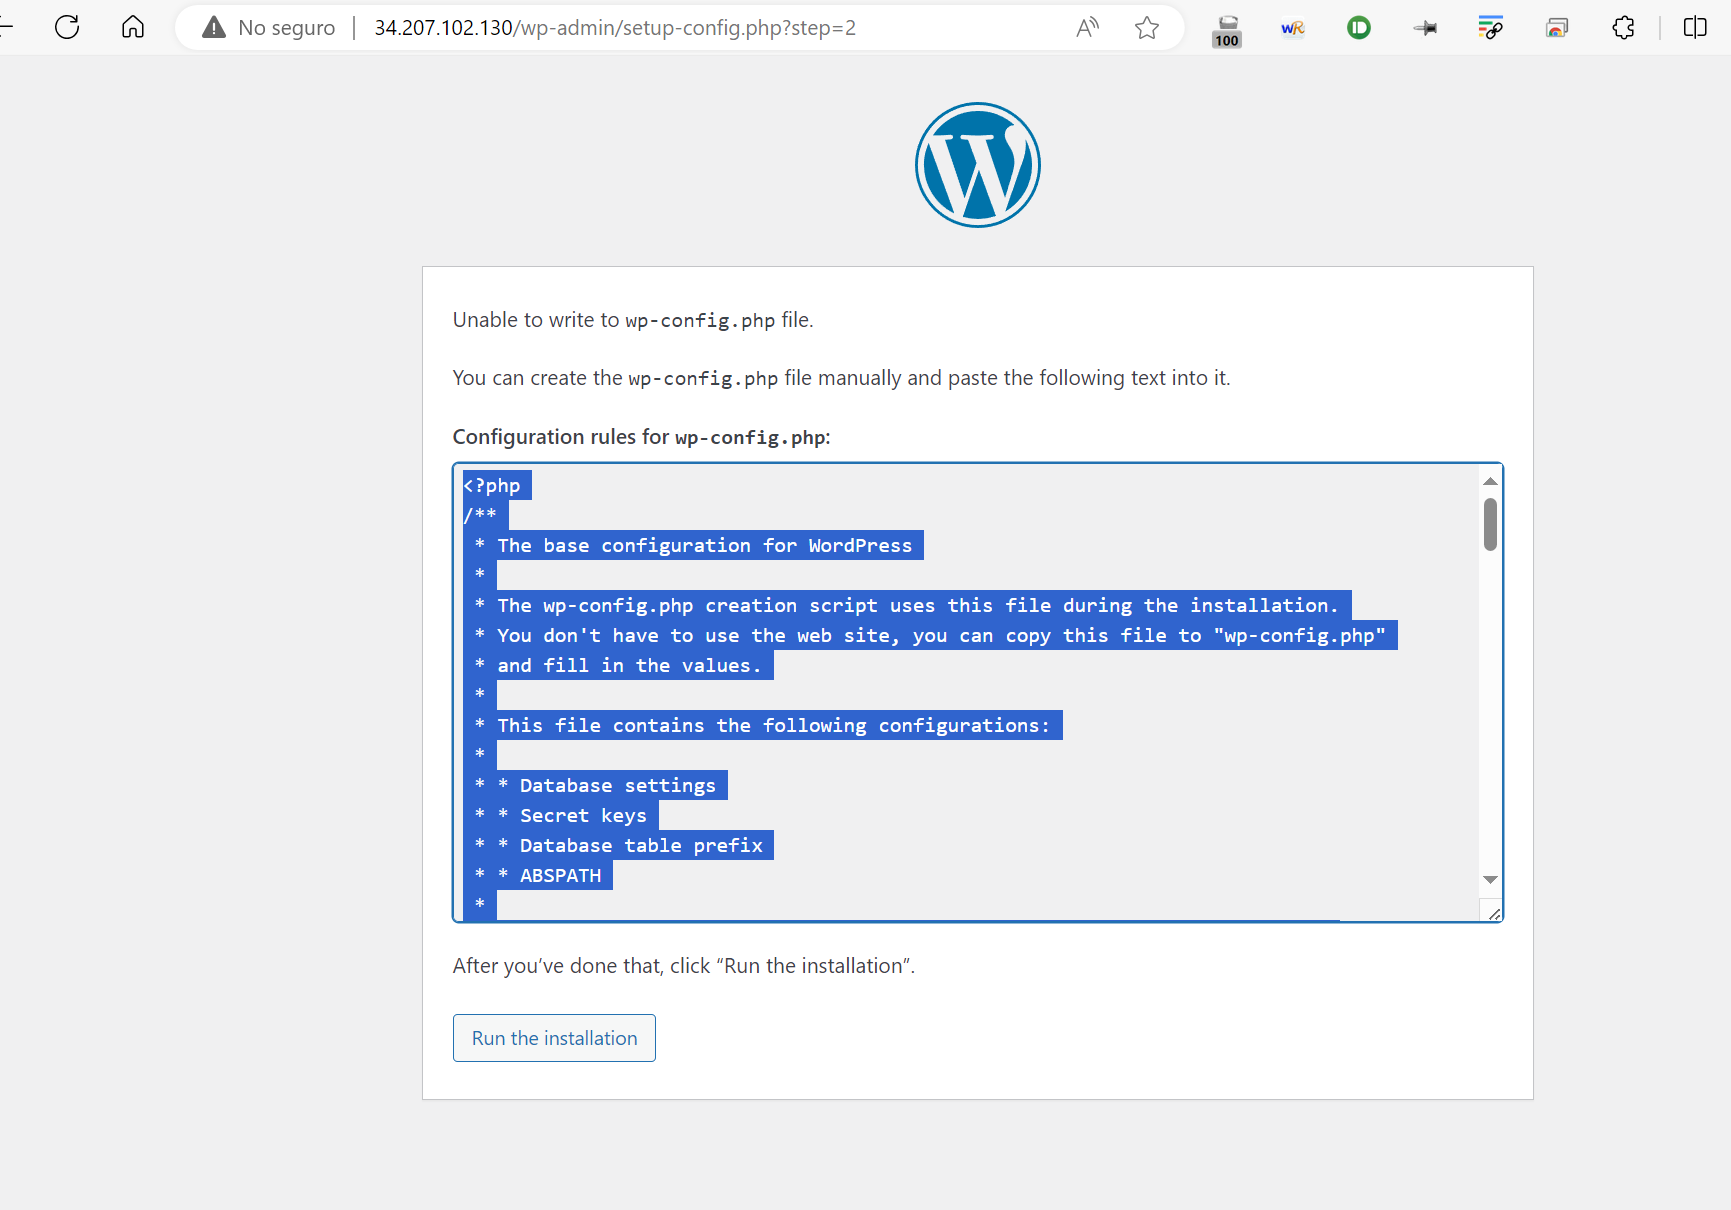 No seguro | 34.207.102.130/wp-admin/setup-config.php?step=2
100
wR
Unable to write to wp-config.php file.
You can create the wp-config.php file manually and paste the following text into it.
Configuration rules for wp-config.php:
<?php
/**
* The base configuration for WordPress
*
* The wp-config.php creation script uses this file during the installation.
* You don't have to use the web site, you can copy this file to "wp-config.php"
* and fill in the values.
*
* This file contains the following configurations:
*
* * Database settings
* * Secret keys
* * Database table prefix
* * ABSPATH
*
After you’ve done that, click “Run the installation”.
Run the installation